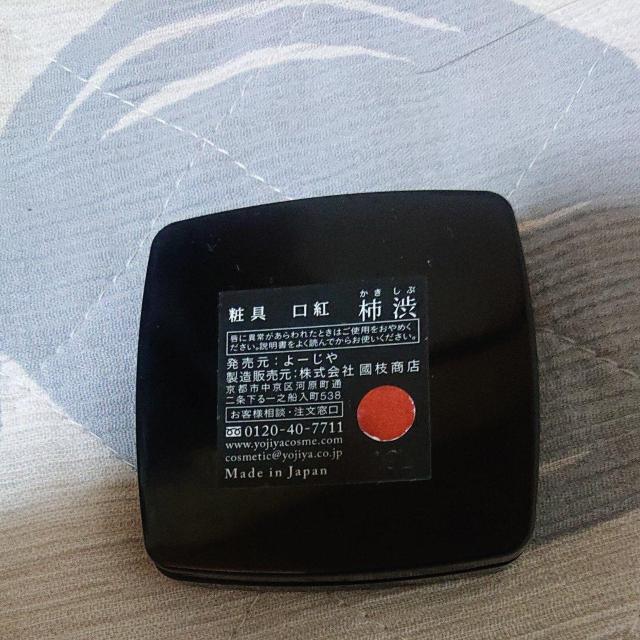 粧具 口紅 柿渋
かき しぶ
唇に異常があらわれたときはご使用をおやめく
ださい。説明書をよく読んでからお使いください。
発売元：よーじや
製造販売元：株式会社 國枝商店
京都市中京区河原町通
二条下る一之船入町538
お客様相談・注文窓口
0120-40-7711
www.yojiyacosme.com
cosmetic@yojiya.co.jp
Made in Japan